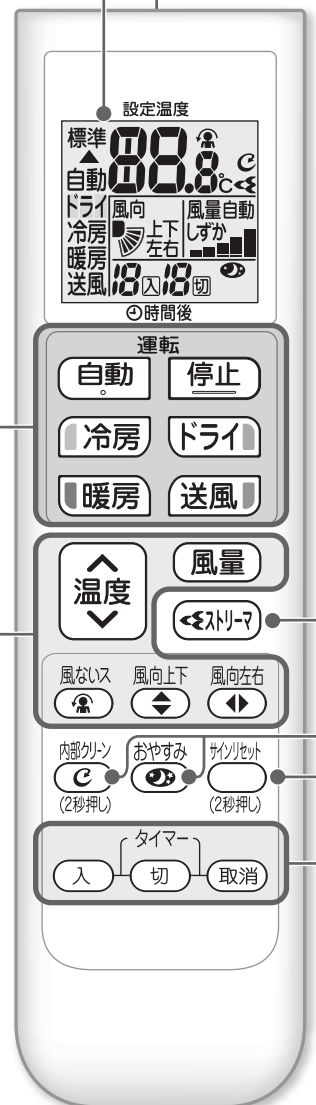 設定温度
標準
自動
88.8℃
ドライ 風向 風量自動
冷房 上下 しずか
暖房 左右
送風 18入18切
時間後
運転
自動 停止
冷房 ドライ
暖房 送風
温度 風量
ストリーマ
風ないス 風向上下 風向左右
内部クリーン おやすみ サインリセット
(2秒押し) (2秒押し)
タイマー
入 切 取消